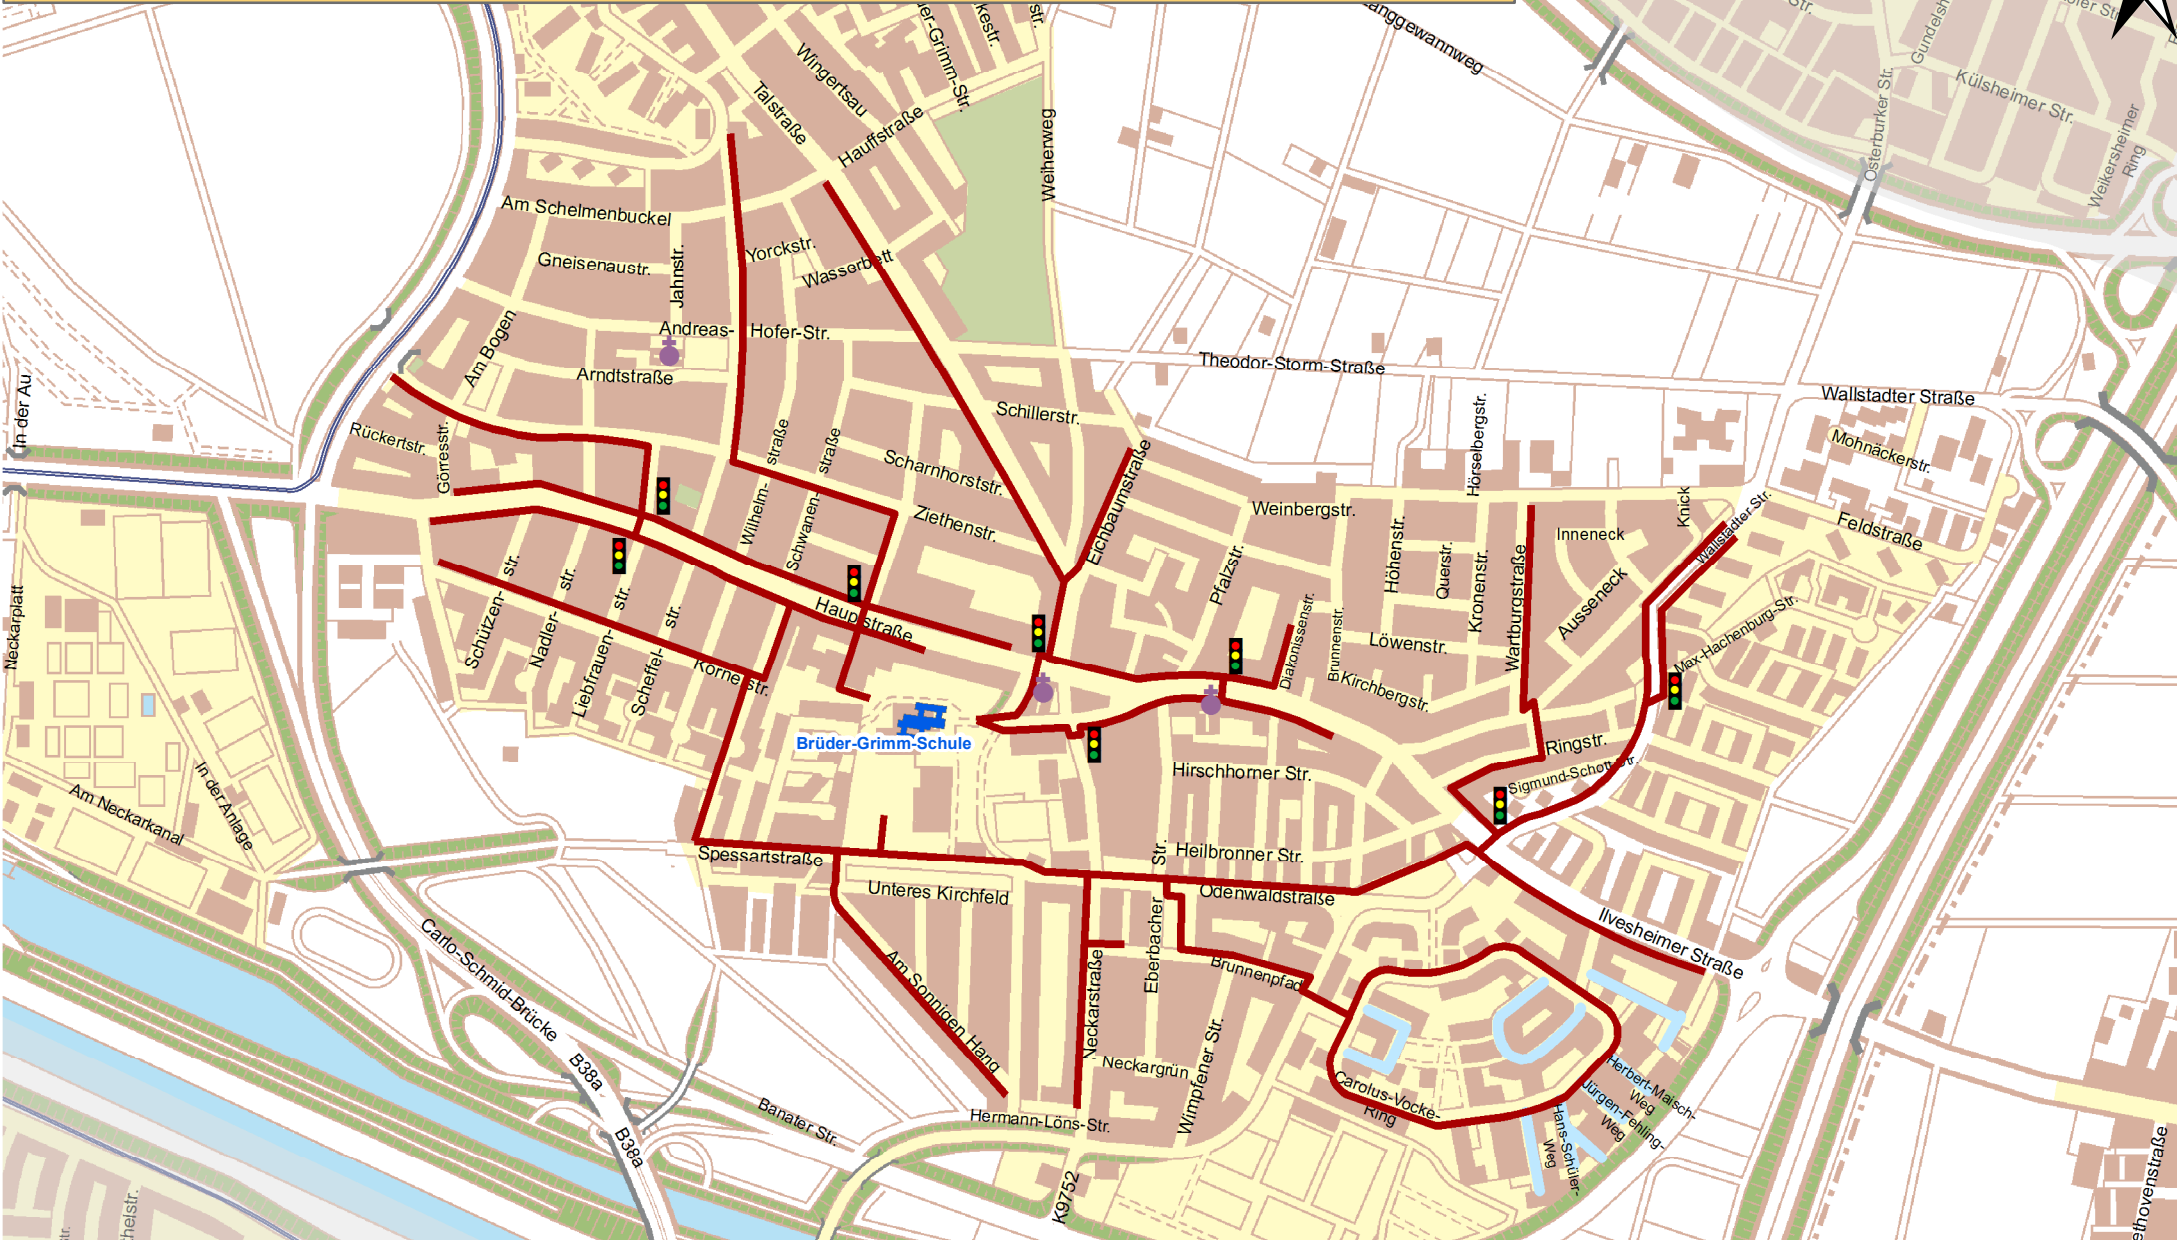 Langgewannweg
Wingertsau
Talstraße
Hauffstraße
Weiherweg
Külsheimer Str.
Osterburker Str.
Weikersheimer
Ring
Am Schelmenbuckel
Yorckstr.
Wasserbett
Gneisenaustr.
Jahnstr.
Andreas-
Hofer-Str.
Am Bogen
Arndtstraße
In der Au
Rückertstr.
Görresstr.
Schillerstr.
Theodor-Storm-Straße
Wallstadter Straße
Mohnäckerstr.
Feldstraße
Wallstadter Str.
Scharnhorststr.
Ziethenstr.
Wilhelm-
straße
Schwanen-
straße
Eichbaumstraße
Weinbergstr.
Hörselbergstr.
Knick
Inneneck
Ausseneck
Pfalzstr.
Höhenstr.
Querstr.
Kronenstr.
Wartburgstraße
Löwenstr.
Diakonissenstr.
Brunnenstr.
Kirchbergstr.
Max-Hachenburg-Str.
Hauptstraße
Schützen-
str.
Nadler-
str.
Liebfrauen-
str.
Scheffel-
str.
Körnerstr.
Neckarplatt
Brüder-Grimm-Schule
Ringstr.
Sigmund-Schott-Str.
Hirschhorner Str.
Heilbronner Str.
Am Neckarkanal
In der Anlage
Spessartstraße
Unteres Kirchfeld
Odenwaldstraße
Eberbacher
Str.
Ilvesheimer Straße
Brunnenpfad
Neckarstraße
Am Sonnigen Hang
Neckargrün
Wimpfener Str.
Carlo-Schmid-Brücke
B38a
B38a
Banater Str.
Hermann-Löns-Str.
K9752
Carolus-Vocke-
Ring
Herbert-Maisch-
Weg
Jürgen-Fehling-
Weg
Hans-Schüler-
Weg